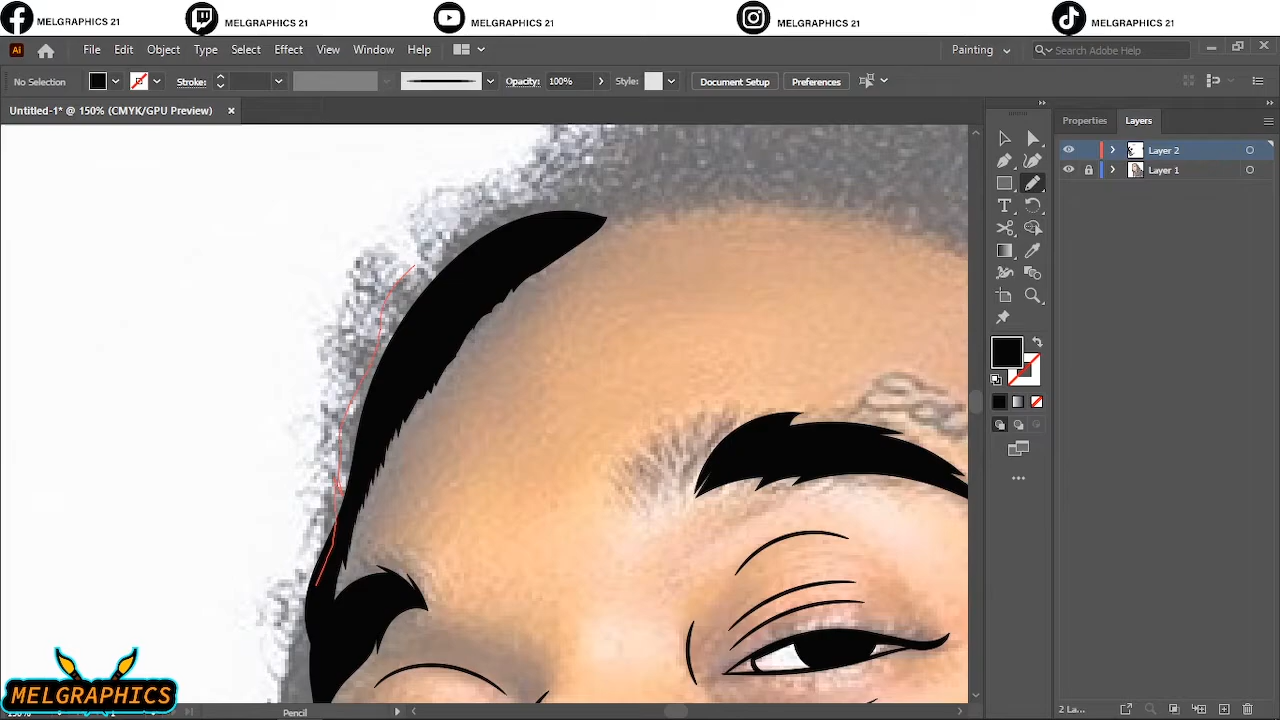 MELGRAPHICS 21
MELGRAPHICS 21
MELGRAPHICS 21
MELGRAPHICS 21
MELGRAPHICS 21
Ai File Edit Object Type Select Effect View Window Help Painting Search Adobe Help
No Selection Stroke: Opacity: 100% Style: Document Setup Preferences
Untitled-1* @ 150% (CMYK/GPU Preview)
Properties Layers
Layer 2
Layer 1
MELGRAPHICS
Pencil
2 La...